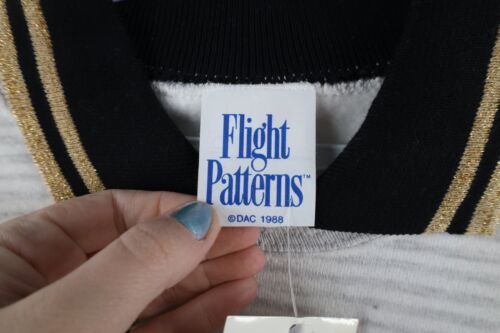 Flight
Patterns™
©DAC 1988